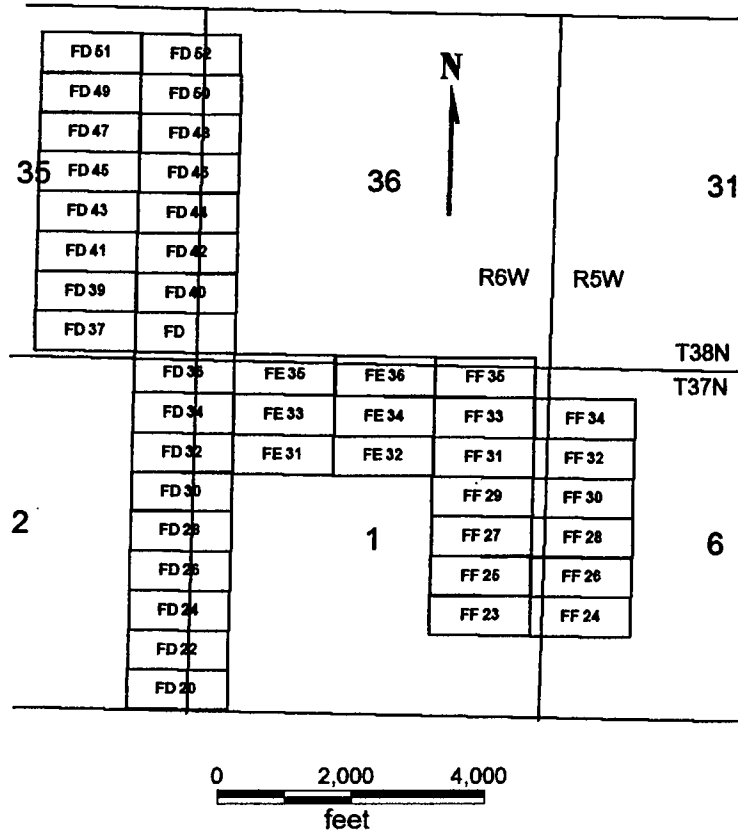 FD 51 FD 52
FD 49 FD 50
N
FD 47 FD 48
35 FD 45 FD 46 36 31
FD 43 FD 44
FD 41 FD 42
R6W R5W
FD 39 FD 40
FD 37 FD
T38N
FD 36 FE 35 FE 36 FF 35
T37N
FD 34 FE 33 FE 34 FF 33 FF 34
FD 32 FE 31 FE 32 FF 31 FF 32
FD 30 FF 29 FF 30
2 FD 28 1 FF 27 FF 28 6
FD 26 FF 25 FF 26
FD 24 FF 23 FF 24
FD 22
FD 20
0 2,000 4,000
feet